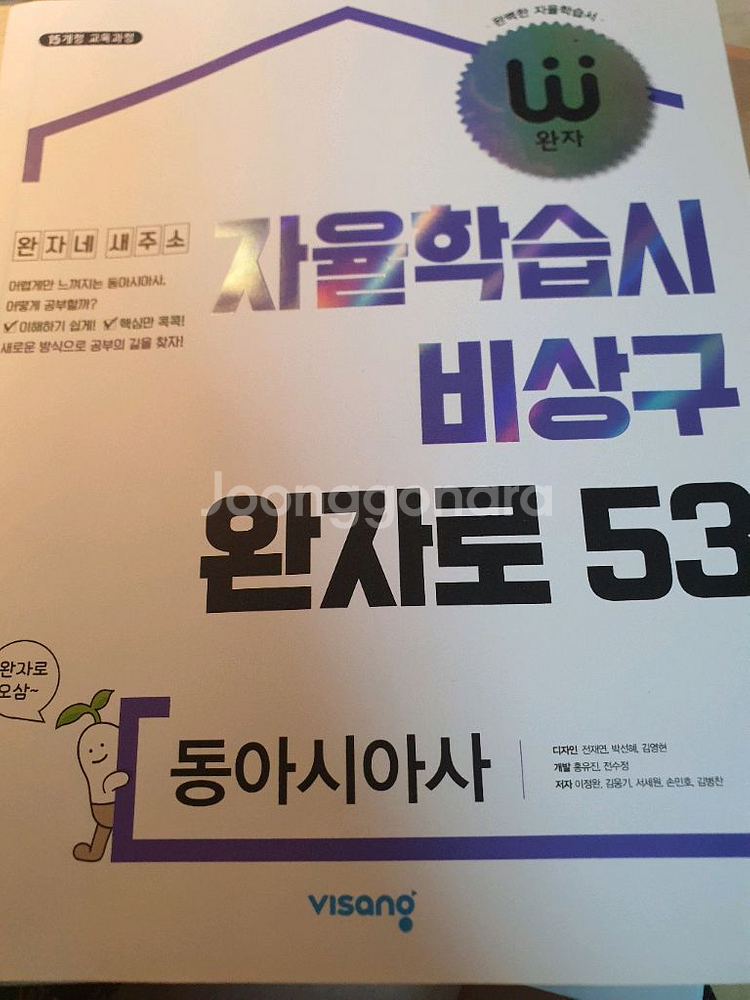 15개정 교육과정
완벽한 자율학습서
완자
완자네 새주소
어렵게만 느껴지는 동아시아사,
어떻게 공부할까?
이해하기 쉽게! 핵심만 콕콕!
새로운 방식으로 공부의 길을 찾자!
자율학습시
비상구
완자로 53
Joonggonara
완자로
오삼~
동아시아사
디자인 전재연, 박선혜, 김영현
개발 홍유진, 전수정
저자 이정완, 김웅기, 서세원, 손민호, 김병찬
visang